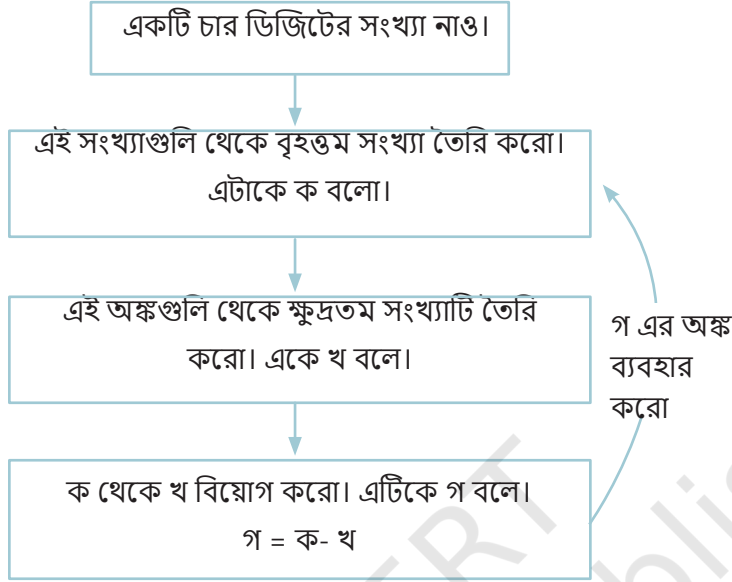 একটি চার ডিজিটের সংখ্যা নাও।
এই সংখ্যাগুলি থেকে বৃহত্তম সংখ্যা তৈরি করো।
এটাকে ক বলো।
এই অঙ্কগুলি থেকে ক্ষুদ্রতম সংখ্যাটি তৈরি
করো। একে খ বলে।
গ এর অঙ্ক
ব্যবহার
করো
ক থেকে খ বিয়োগ করো। এটিকে গ বলে।
গ = ক- খ